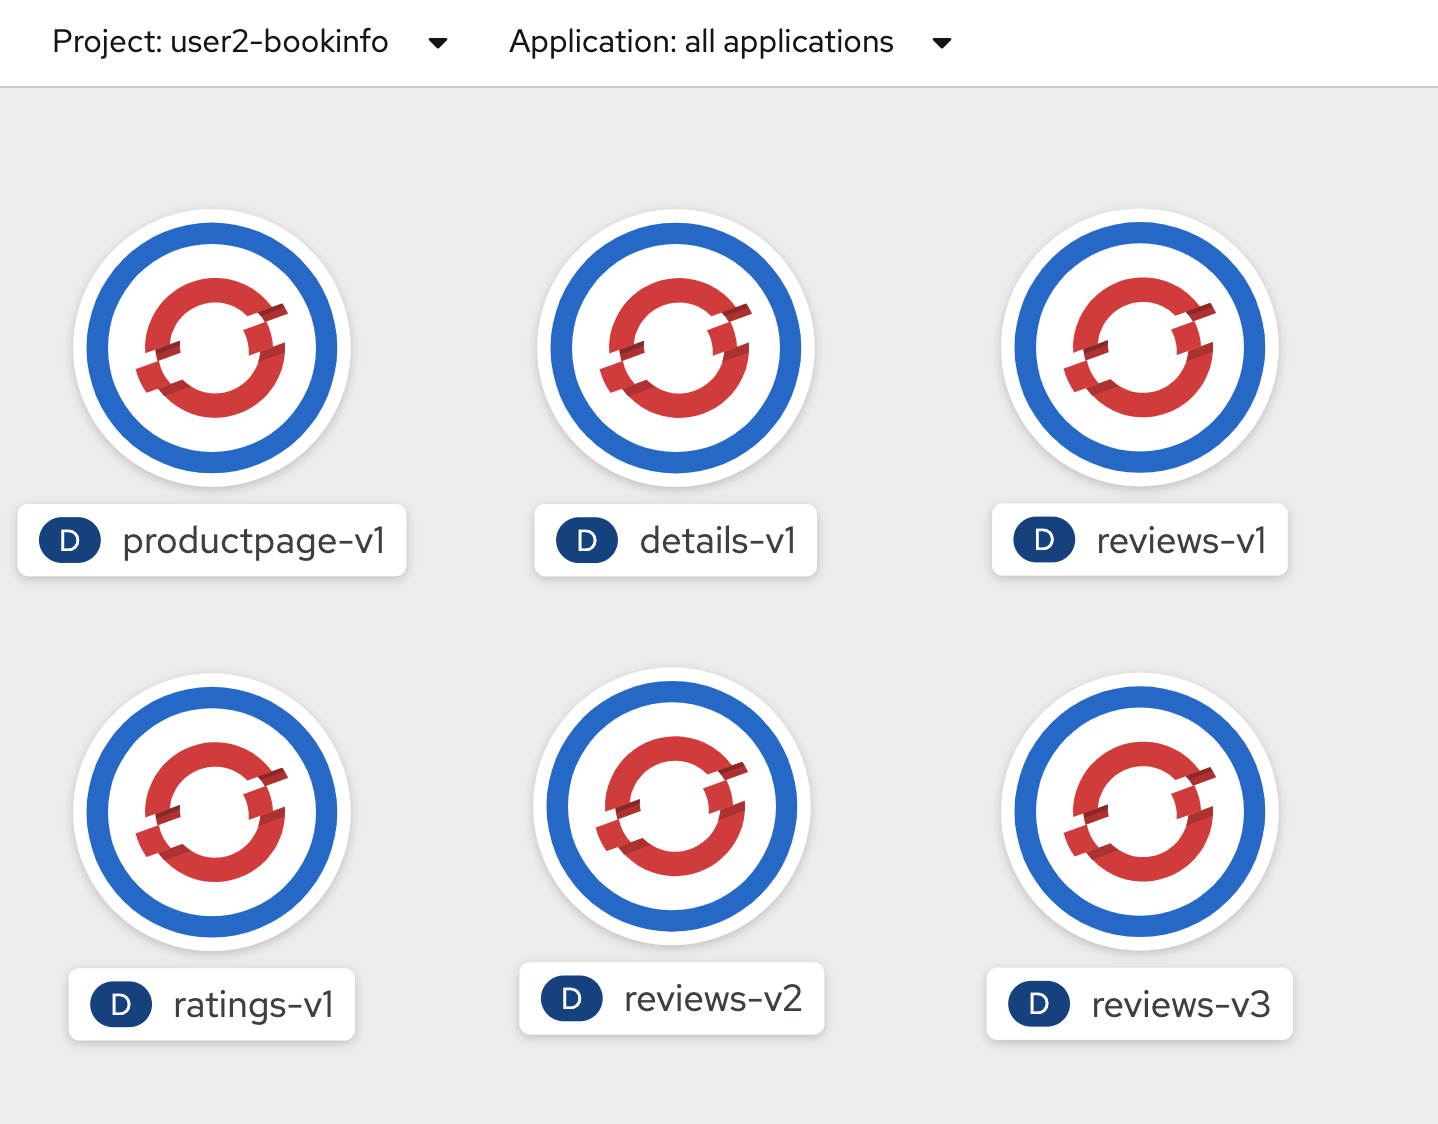 Project: user2-bookinfo Application: all applications
D productpage-v1
D details-v1
D reviews-v1
D ratings-v1
D reviews-v2
D reviews-v3